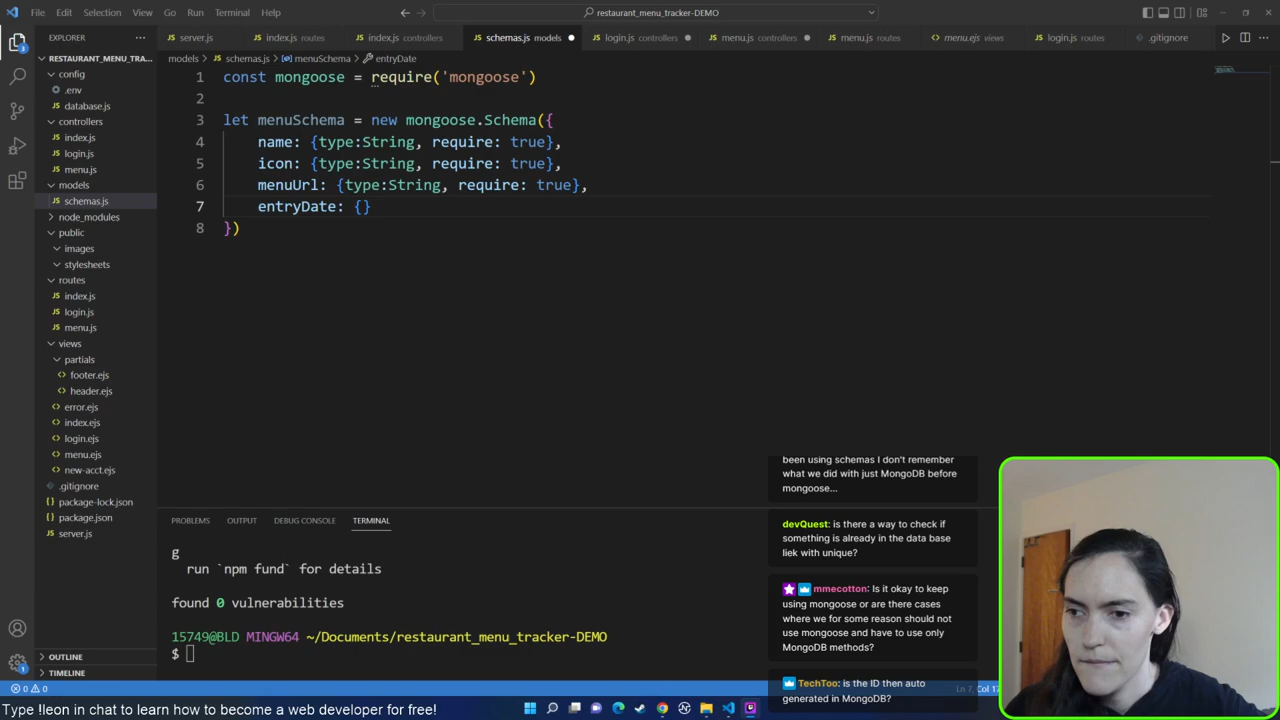 File Edit Selection View Go Run Terminal Help
restaurant_menu_tracker-DEMO
EXPLORER
server.js
index.js routes
index.js controllers
schemas.js models
login.js controllers
menu.js controllers
menu.js routes
menu.ejs views
login.js routes
.gitignore
RESTAURANT_MENU_TRA...
config
.env
database.js
controllers
index.js
login.js
menu.js
models
schemas.js
node_modules
public
images
stylesheets
routes
index.js
login.js
menu.js
views
partials
footer.ejs
header.ejs
error.ejs
index.ejs
login.ejs
menu.ejs
new-acct.ejs
.gitignore
package-lock.json
package.json
server.js
OUTLINE
TIMELINE
models > schemas.js > menuSchema > entryDate
1 const mongoose = require('mongoose')
2
3 let menuSchema = new mongoose.Schema({
4 name: {type:String, require: true},
5 icon: {type:String, require: true},
6 menuUrl: {type:String, require: true},
7 entryDate: {}
8 })
PROBLEMS OUTPUT DEBUG CONSOLE TERMINAL
g
run `npm fund` for details
found 0 vulnerabilities
15749@BLD MINGW64 ~/Documents/restaurant_menu_tracker-DEMO
$
been using schemas I don't remember
what we did with just MongoDB before
mongoose...
devQuest: is there a way to check if
something is already in the data base
liek with unique?
mmecotton: Is it okay to keep
using mongoose or are there cases
where we for some reason should not
use mongoose and have to use only
MongoDB methods?
TechToo: is the ID then auto
generated in MongoDB?
0 0
Ln 7, Col 17
Type !leon in chat to learn how to become a web developer for free!